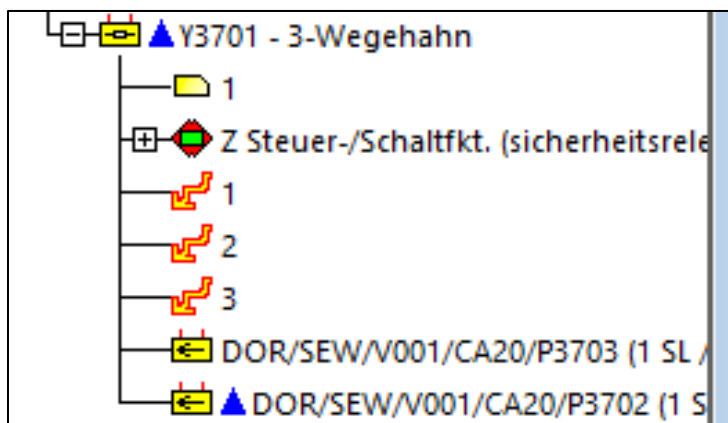 Y3701 - 3-Wegehahn
1
Z Steuer-/Schaltfkt. (sicherheitsrele
1
2
3
DOR/SEW/V001/CA20/P3703 (1 SL /
DOR/SEW/V001/CA20/P3702 (1 S